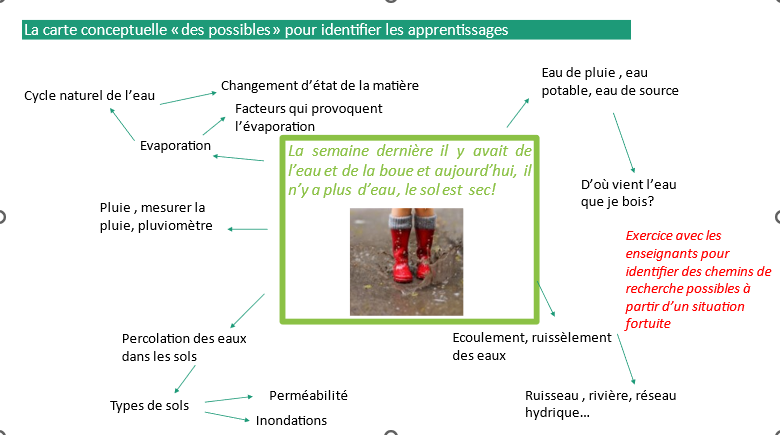 La carte conceptuelle « des possibles » pour identifier les apprentissages
Cycle naturel de l’eau
Changement d’état de la matière
Facteurs qui provoquent
l’évaporation
Evaporation
Eau de pluie , eau
potable, eau de source
La semaine dernière il y avait de
l’eau et de la boue et aujourd’hui, il
n’y a plus d’eau, le sol est sec!
D’où vient l’eau
que je bois?
Pluie , mesurer la
pluie, pluviomètre
Exercice avec les
enseignants pour
identifier des chemins de
recherche possibles à
partir d’un situation
fortuite
Percolation des eaux
dans les sols
Ecoulement, ruissèlement
des eaux
Types de sols
Perméabilité
Inondations
Ruisseau , rivière, réseau
hydrique…